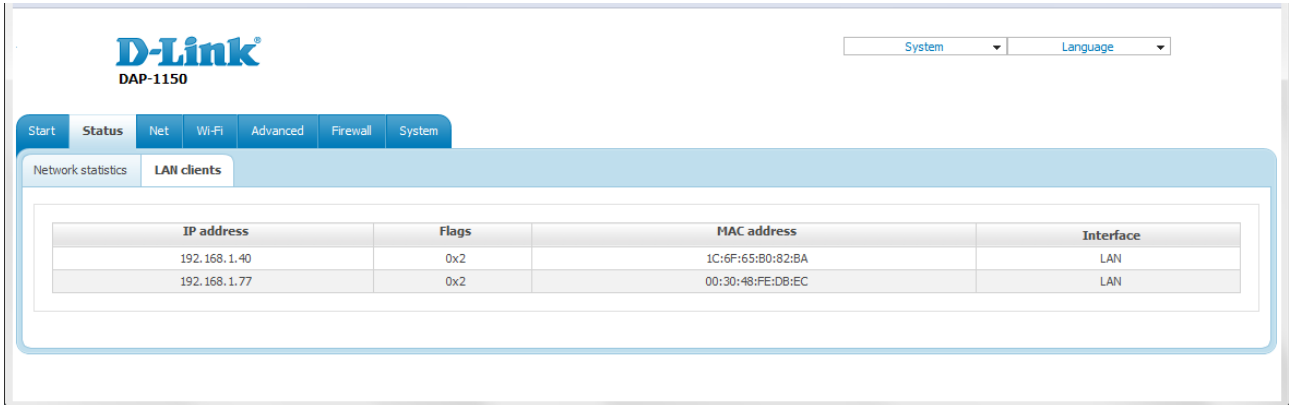 D-Link®
DAP-1150
System Language
Start Status Net Wi-Fi Advanced Firewall System
Network statistics LAN clients
IP address Flags MAC address Interface
192.168.1.40 0x2 1C:6F:65:B0:82:BA LAN
192.168.1.77 0x2 00:30:48:FE:DB:EC LAN